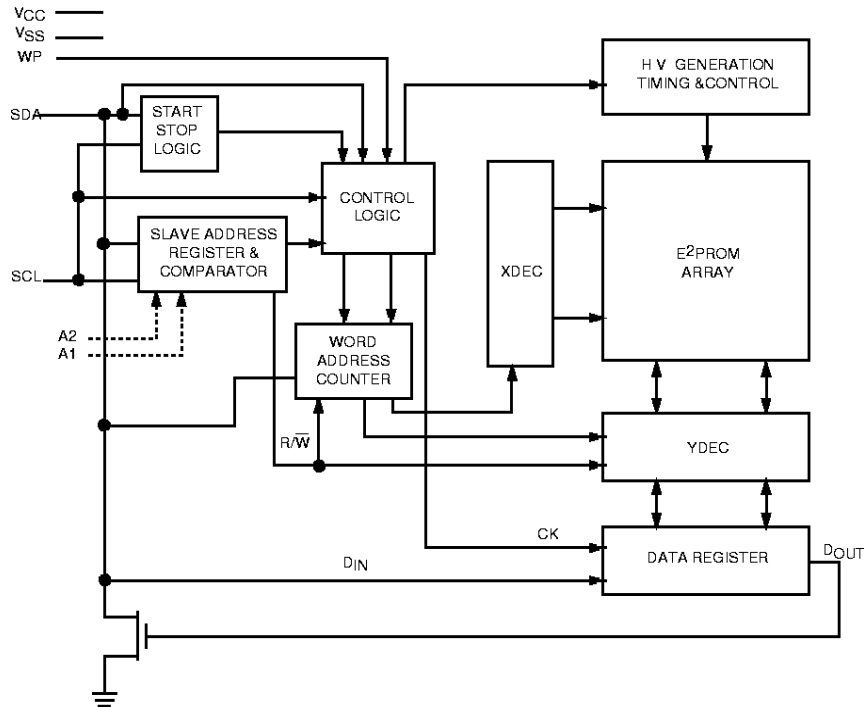 VCC
VSS
WP
SDA
SCL
A2
A1
START
STOP
LOGIC
SLAVE ADDRESS
REGISTER &
COMPARATOR
CONTROL
LOGIC
WORD
ADDRESS
COUNTER
R/W̅
XDEC
H V GENERATION
TIMING &CONTROL
E²PROM
ARRAY
YDEC
CK
DIN
DATA REGISTER
DOUT